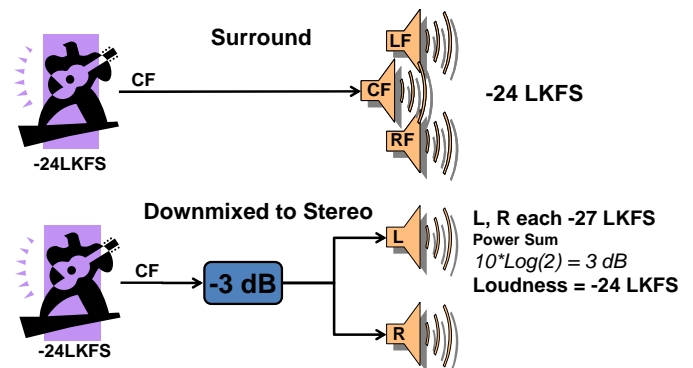 Surround
LF
CF
CF
-24 LKFS
RF
-24LKFS
Downmixed to Stereo
L
L, R each -27 LKFS
Power Sum
10*Log(2) = 3 dB
Loudness = -24 LKFS
CF
-3 dB
R
-24LKFS